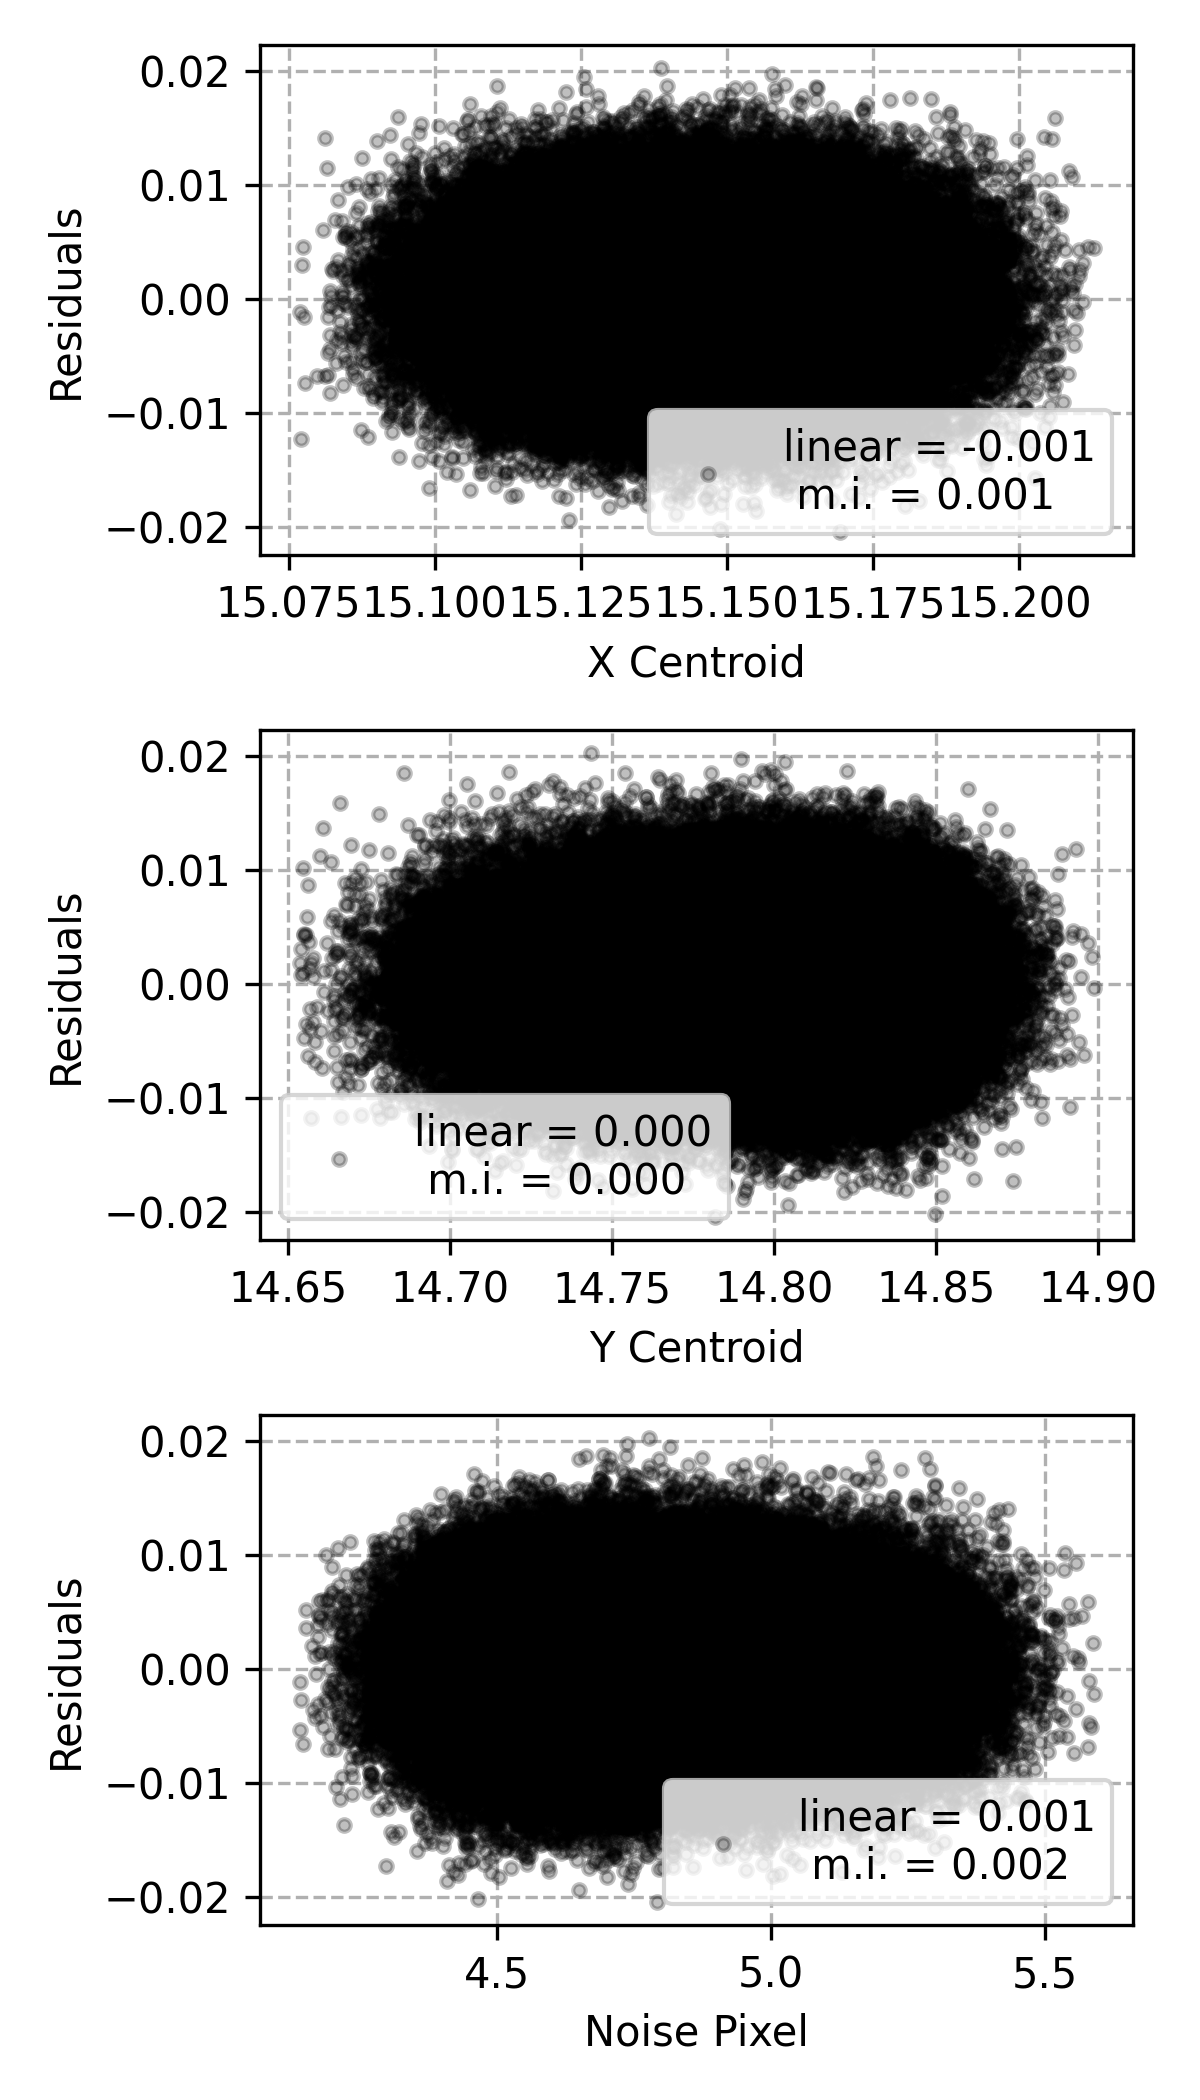 0.02
0.01
0.00
−0.01
−0.02
Residuals
linear = -0.001
m.i. = 0.001
15.075 15.100 15.125 15.150 15.175 15.200
X Centroid
0.02
0.01
0.00
−0.01
−0.02
Residuals
linear = 0.000
m.i. = 0.000
14.65 14.70 14.75 14.80 14.85 14.90
Y Centroid
0.02
0.01
0.00
−0.01
−0.02
Residuals
linear = 0.001
m.i. = 0.002
4.5 5.0 5.5
Noise Pixel